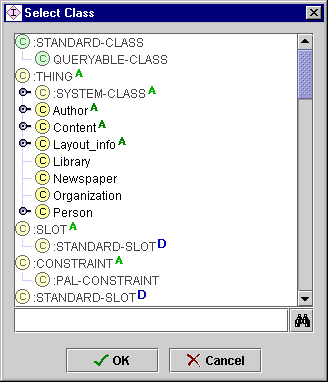 Select Class
C :STANDARD-CLASS
C QUERYABLE-CLASS
C :THING A
C :SYSTEM-CLASS A
C Author A
C Content A
C Layout_info A
C Library
C Newspaper
C Organization
C Person
C :SLOT A
C :STANDARD-SLOT D
C :CONSTRAINT A
C :PAL-CONSTRAINT
C :STANDARD-SLOT D
OK Cancel